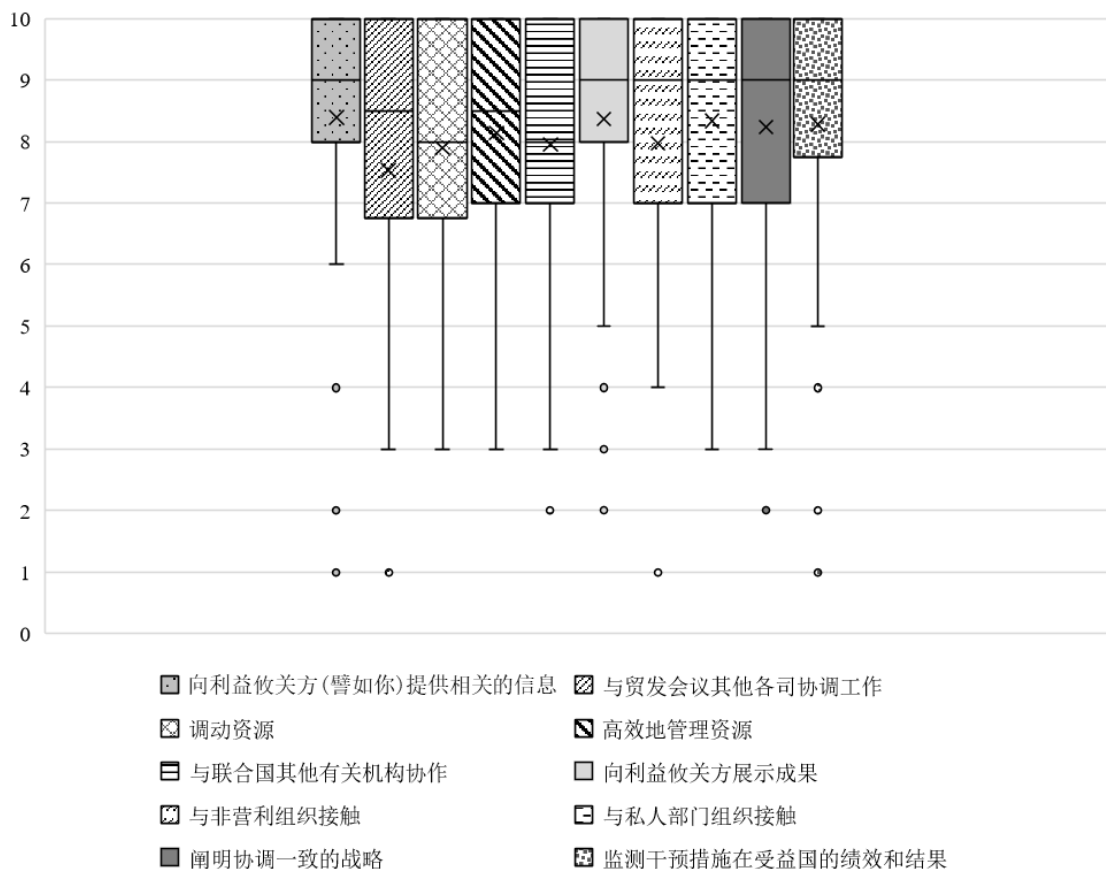 10
9
8
7
6
5
4
3
2
1
0
向利益攸关方(譬如你)提供相关的信息 与贸发会议其他各司协调工作
调动资源 高效地管理资源
与联合国其他有关机构协作 向利益攸关方展示成果
与非营利组织接触 与私人部门组织接触
阐明协调一致的战略 监测干预措施在受益国的绩效和结果